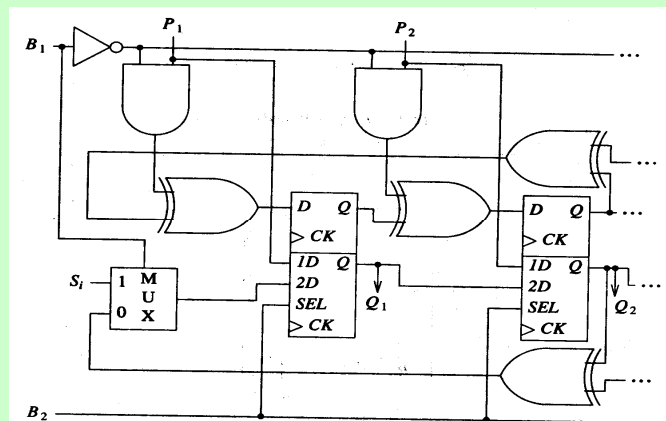 P1 P2
B1
...
...
D Q D Q ...
CK CK
1D Q 1D Q
Si 1 M U X 2D 2D ...
0 SEL Q1 SEL Q2
CK CK
...
B2 ...